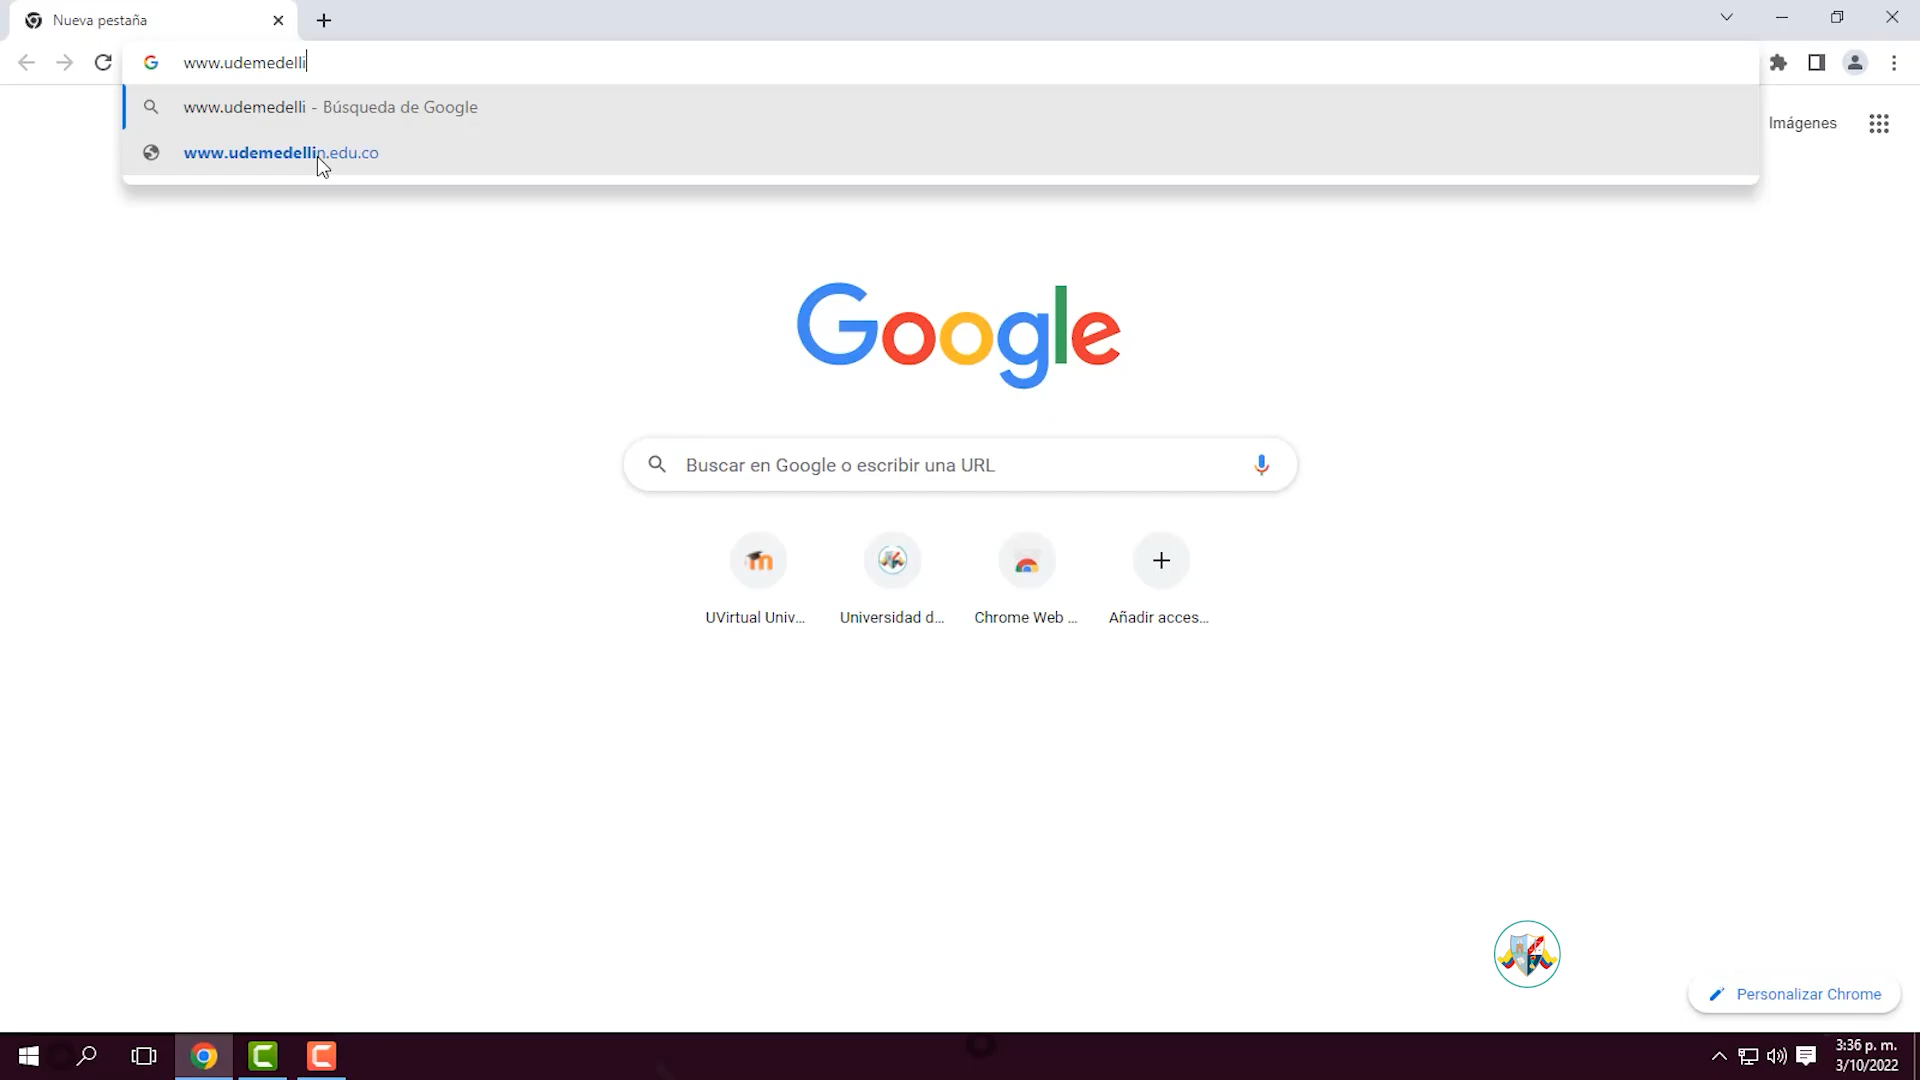 Nueva pestaña
www.udemedelli
www.udemedelli - Búsqueda de Google
www.udemedellin.edu.co
Imágenes
Google
Buscar en Google o escribir una URL
UVirtual Univ...
Universidad d...
Chrome Web ...
Añadir acces...
Personalizar Chrome
3:36 p. m.
3/10/2022